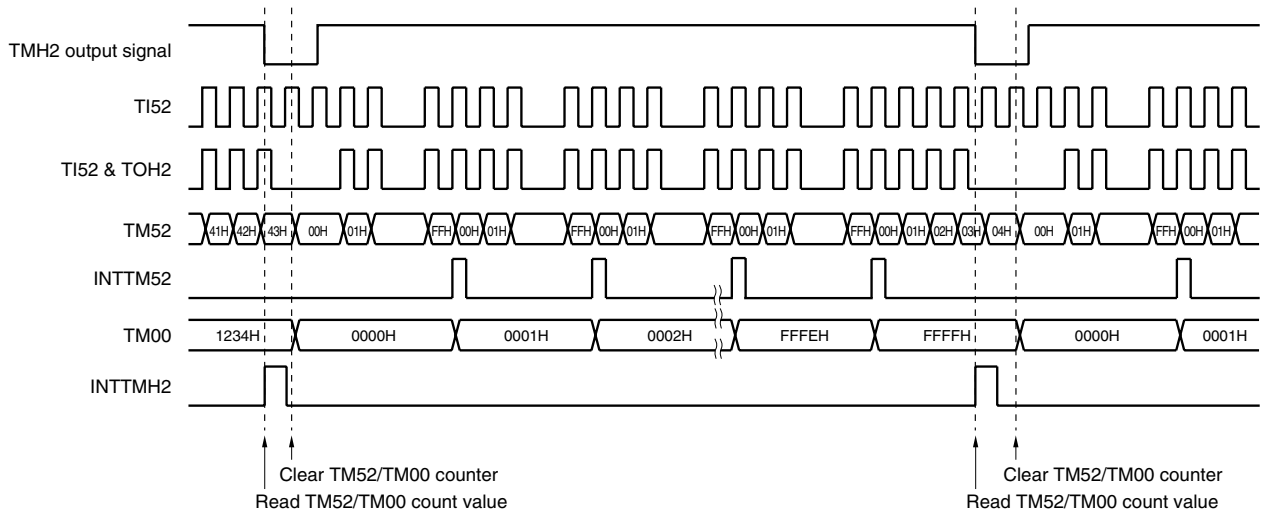 TMH2 output signal
TI52
TI52 & TOH2
TM52 41H 42H 43H 00H 01H FFH 00H 01H FFH 00H 01H FFH 00H 01H FFH 00H 01H 02H 03H 04H 00H 01H FFH 00H 01H
INTTM52
TM00 1234H 0000H 0001H 0002H FFFEH FFFFH 0000H 0001H
INTTMH2
Clear TM52/TM00 counter Clear TM52/TM00 counter
Read TM52/TM00 count value Read TM52/TM00 count value